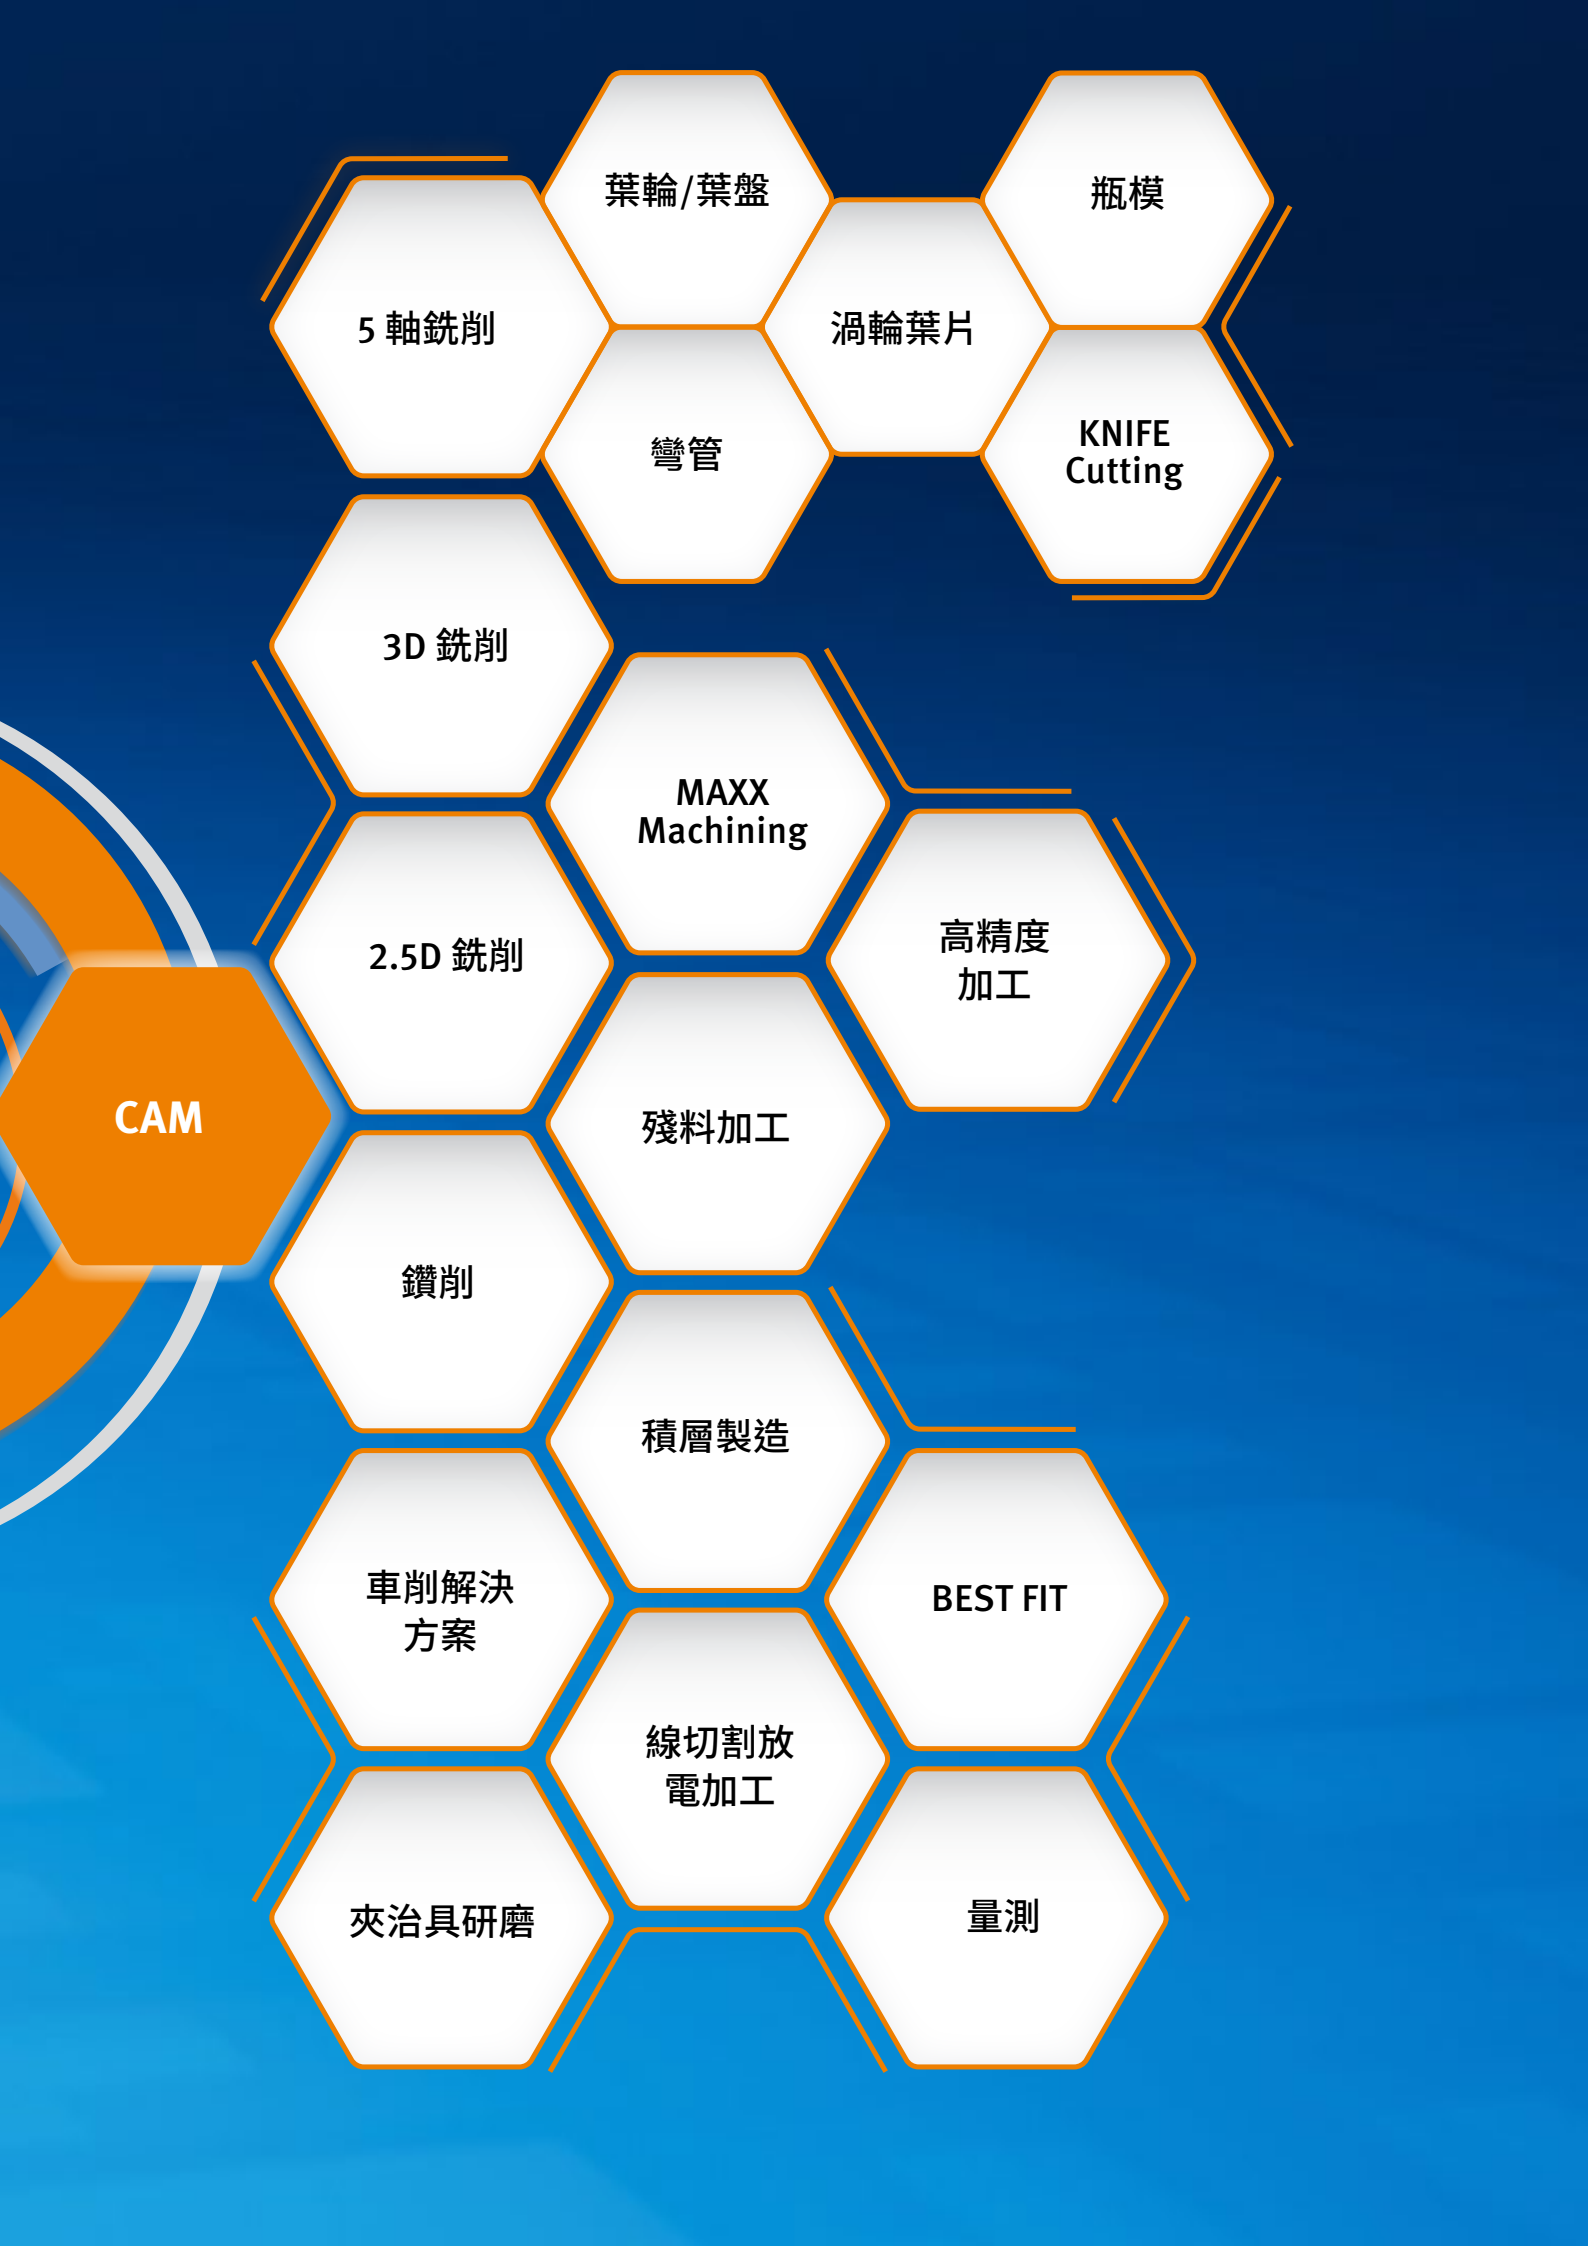 葉輪/葉盤
瓶模
5 軸銑削
渦輪葉片
彎管
KNIFE
Cutting
3D 銑削
MAXX
Machining
2.5D 銑削
高精度
加工
CAM
殘料加工
鑽削
積層製造
車削解決
方案
BEST FIT
線切割放
電加工
夾治具研磨
量測